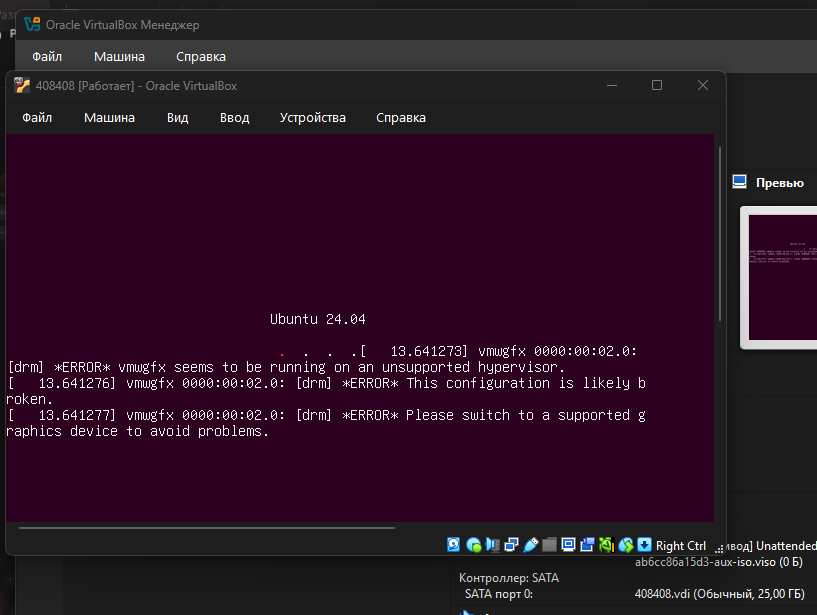 Oracle VirtualBox Менеджер
Файл Машина Справка
408408 [Работает] - Oracle VirtualBox
Файл Машина Вид Ввод Устройства Справка
Превью
Ubuntu 24.04
. . . .[   13.641273] vmwgfx 0000:00:02.0:
[drm] *ERROR* vmwgfx seems to be running on an unsupported hypervisor.
[   13.641276] vmwgfx 0000:00:02.0: [drm] *ERROR* This configuration is likely b
roken.
[   13.641277] vmwgfx 0000:00:02.0: [drm] *ERROR* Please switch to a supported g
raphics device to avoid problems.
Right Ctrl
вод] Unattended
ab6cc86a15d3-aux-iso.viso (0 Б)
Контроллер: SATA
SATA порт 0: 408408.vdi (Обычный, 25,00 ГБ)